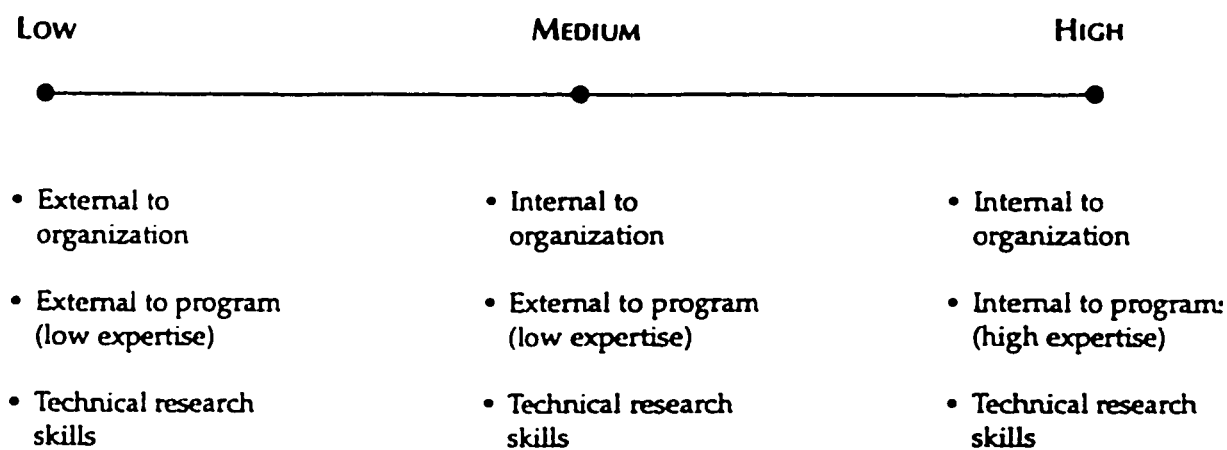 LOW MEDIUM HIGH
• External to
organization
• External to program
(low expertise)
• Technical research
skills
• Internal to
organization
• External to program
(low expertise)
• Technical research
skills
• Internal to
organization
• Internal to program
(high expertise)
• Technical research
skills